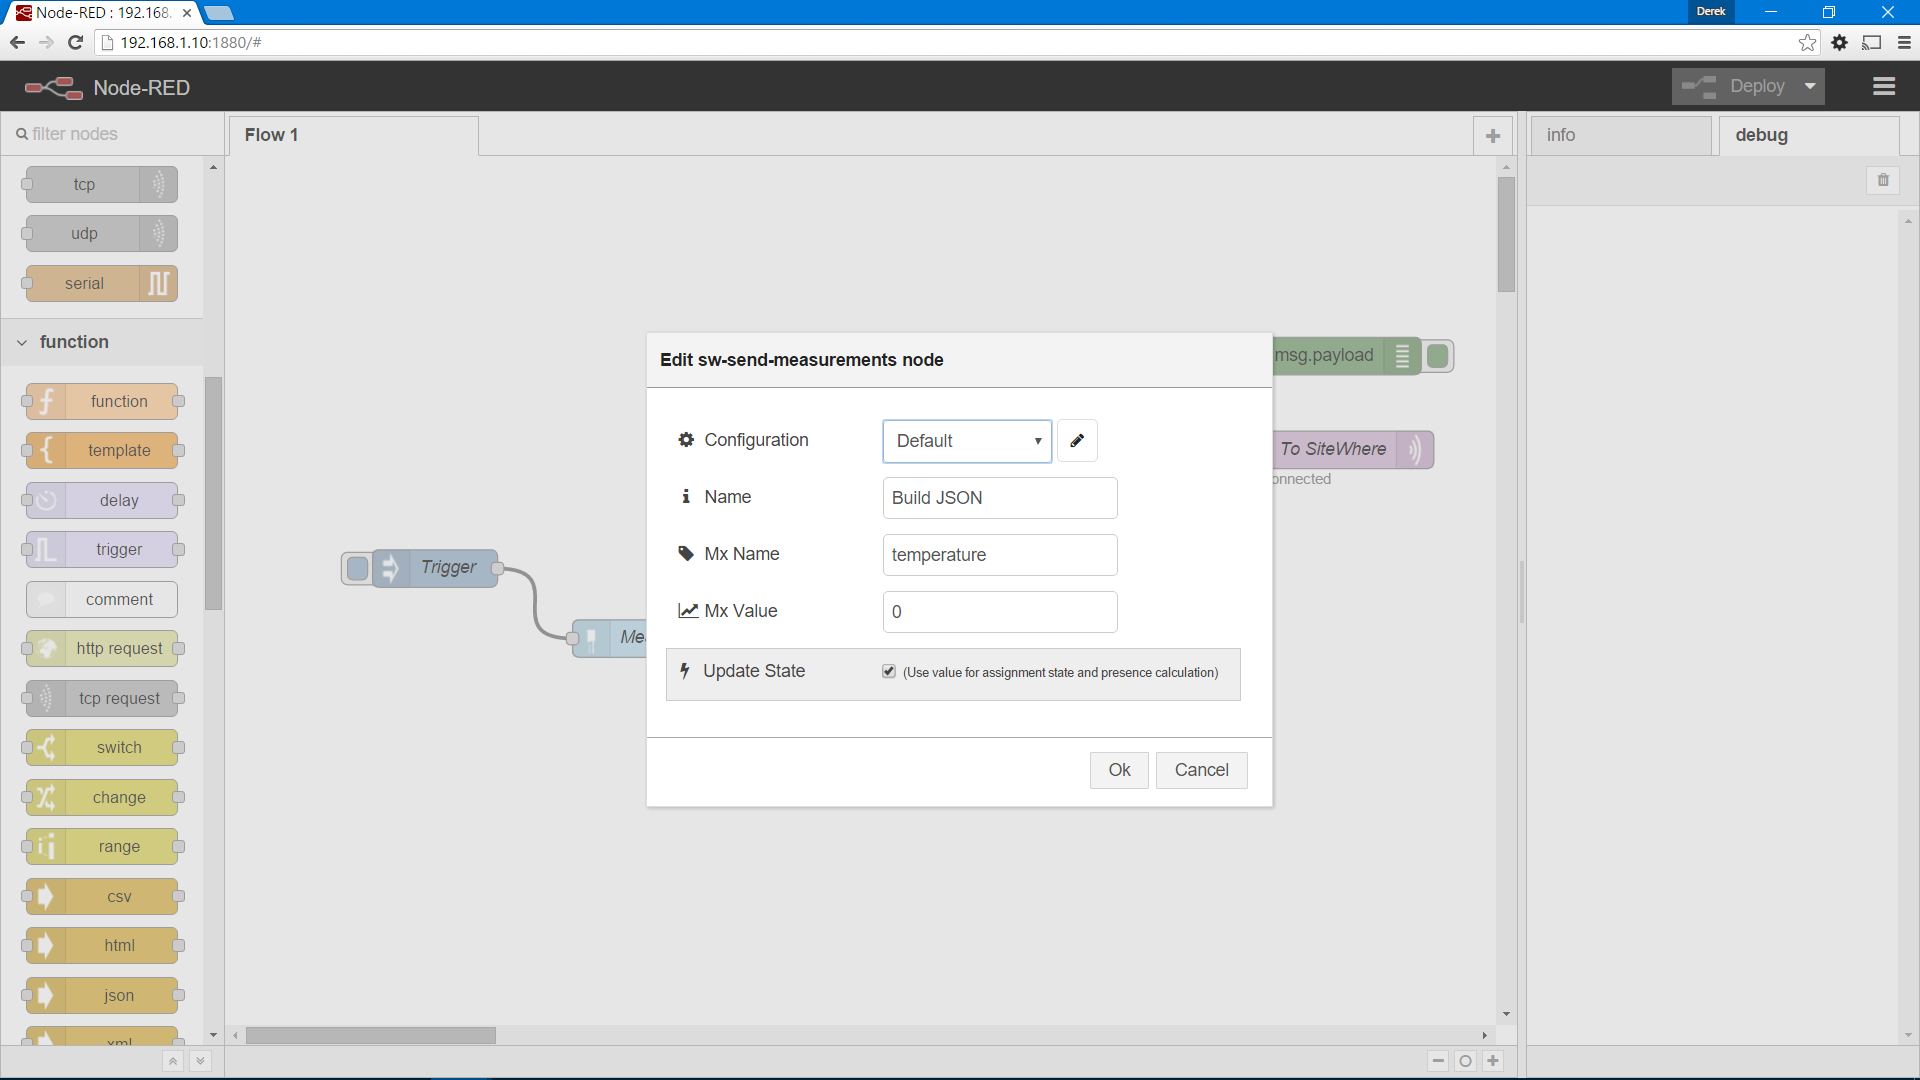 Node-RED : 192.168.
Derek
192.168.1.10:1880/#
Node-RED
Deploy
filter nodes
Flow 1
info
debug
tcp
udp
serial
function
function
template
delay
trigger
comment
http request
tcp request
switch
change
range
csv
html
json
xml
Trigger
Me
msg.payload
To SiteWhere
onnected
Edit sw-send-measurements node
Configuration
Default
Name
Build JSON
Mx Name
temperature
Mx Value
0
Update State
(Use value for assignment state and presence calculation)
Ok
Cancel